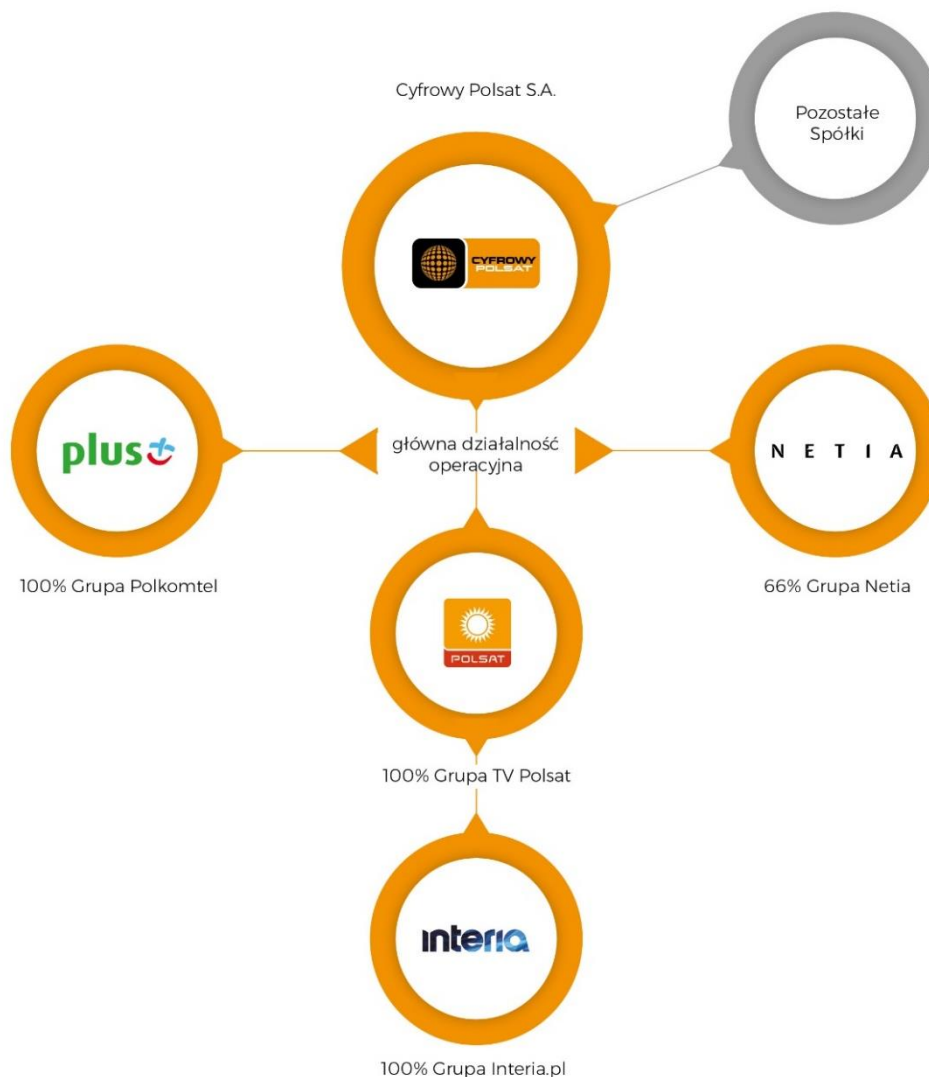 Cyfrowy Polsat S.A.
Pozostałe
Spółki
CYFROWY
POLSAT
plus
główna działalność
operacyjna
NETIA
100% Grupa Polkomtel
66% Grupa Netia
POLSAT
100% Grupa TV Polsat
interia
100% Grupa Interia.pl